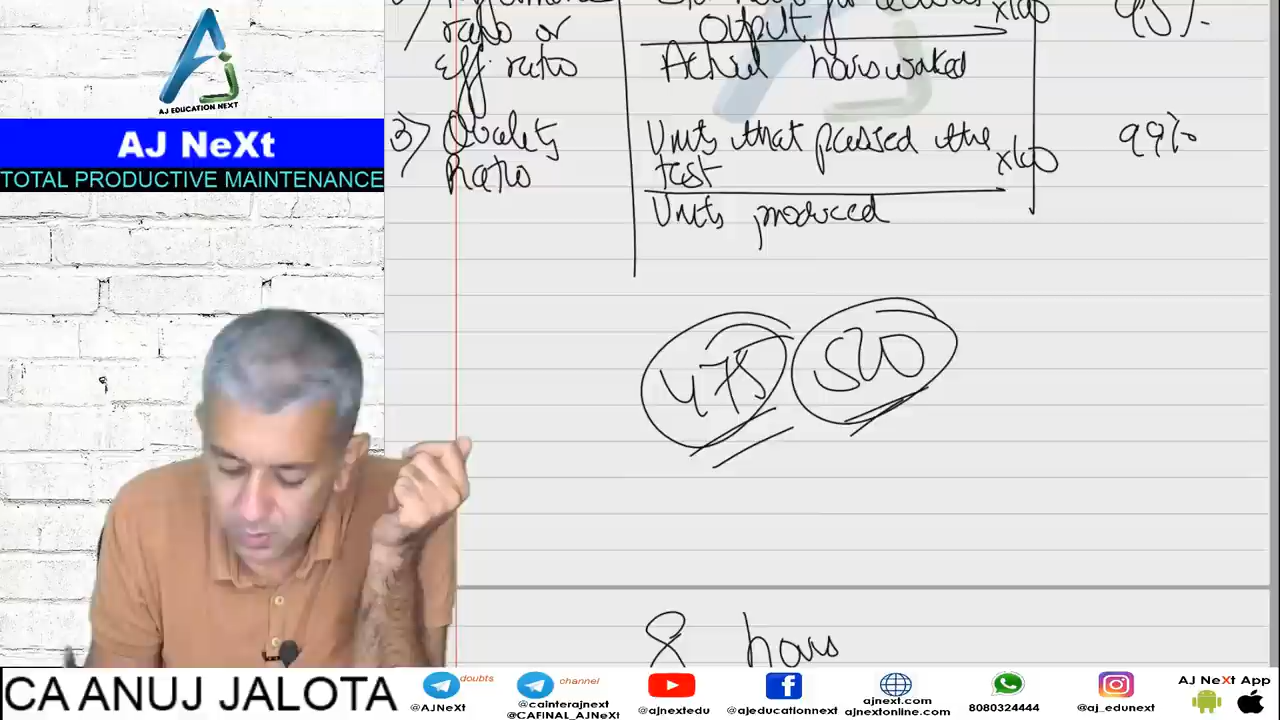 AJ EDUCATION NEXT
AJ NeXt
TOTAL PRODUCTIVE MAINTENANCE
ratio or
output
x100
95%
Eff. ratio
Actual hours worked
3) Quality
Ratio
Units that passed the
test
x100
99%
Units produced
475
500
8 hours
CA ANUJ JALOTA
doubts
@AJNeXt
channel
@cainterajnext
@CAFINAL_AJNeXt
@ajnextedu
@ajeducationnext
ajnext.com
ajnextonline.com
8080324444
@aj_edunext
AJ NeXt App